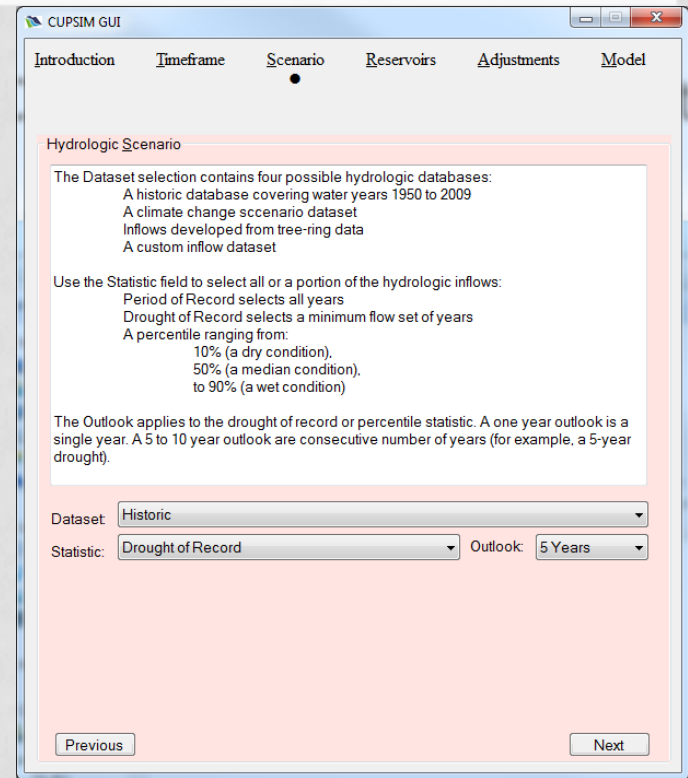 CUPSIM GUI
Introduction Timeframe Scenario Reservoirs Adjustments Model
Hydrologic Scenario
The Dataset selection contains four possible hydrologic databases:
A historic database covering water years 1950 to 2009
A climate change sccenario dataset
Inflows developed from tree-ring data
A custom inflow dataset
Use the Statistic field to select all or a portion of the hydrologic inflows:
Period of Record selects all years
Drought of Record selects a minimum flow set of years
A percentile ranging from:
10% (a dry condition),
50% (a median condition),
to 90% (a wet condition)
The Outlook applies to the drought of record or percentile statistic. A one year outlook is a
single year. A 5 to 10 year outlook are consecutive number of years (for example, a 5-year
drought).
Dataset: Historic
Statistic: Drought of Record Outlook: 5 Years
Previous Next